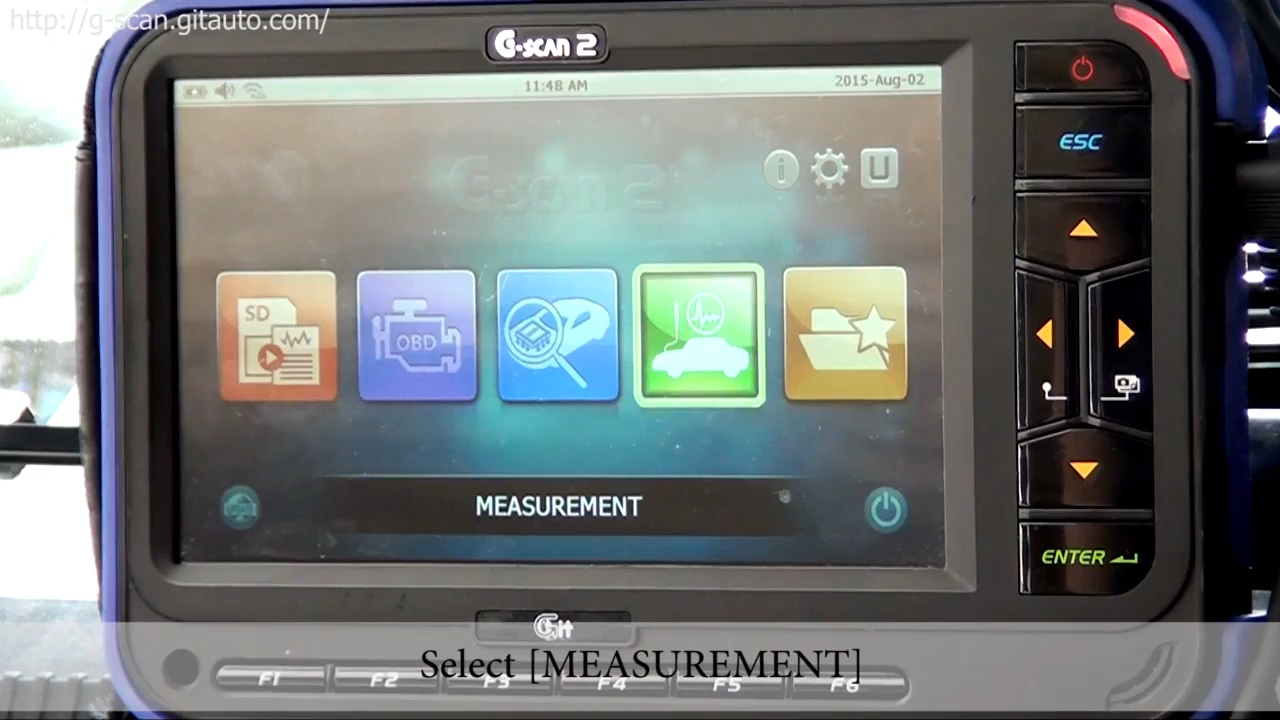 http://g-scan.gitauto.com/
G-scan 2
11:48 AM
2015-Aug-02
ESC
G-scan 2
i
U
SD
OBD
MEASUREMENT
ENTER
Git
Select [MEASUREMENT]
F1 F2 F3 F4 F5 F6